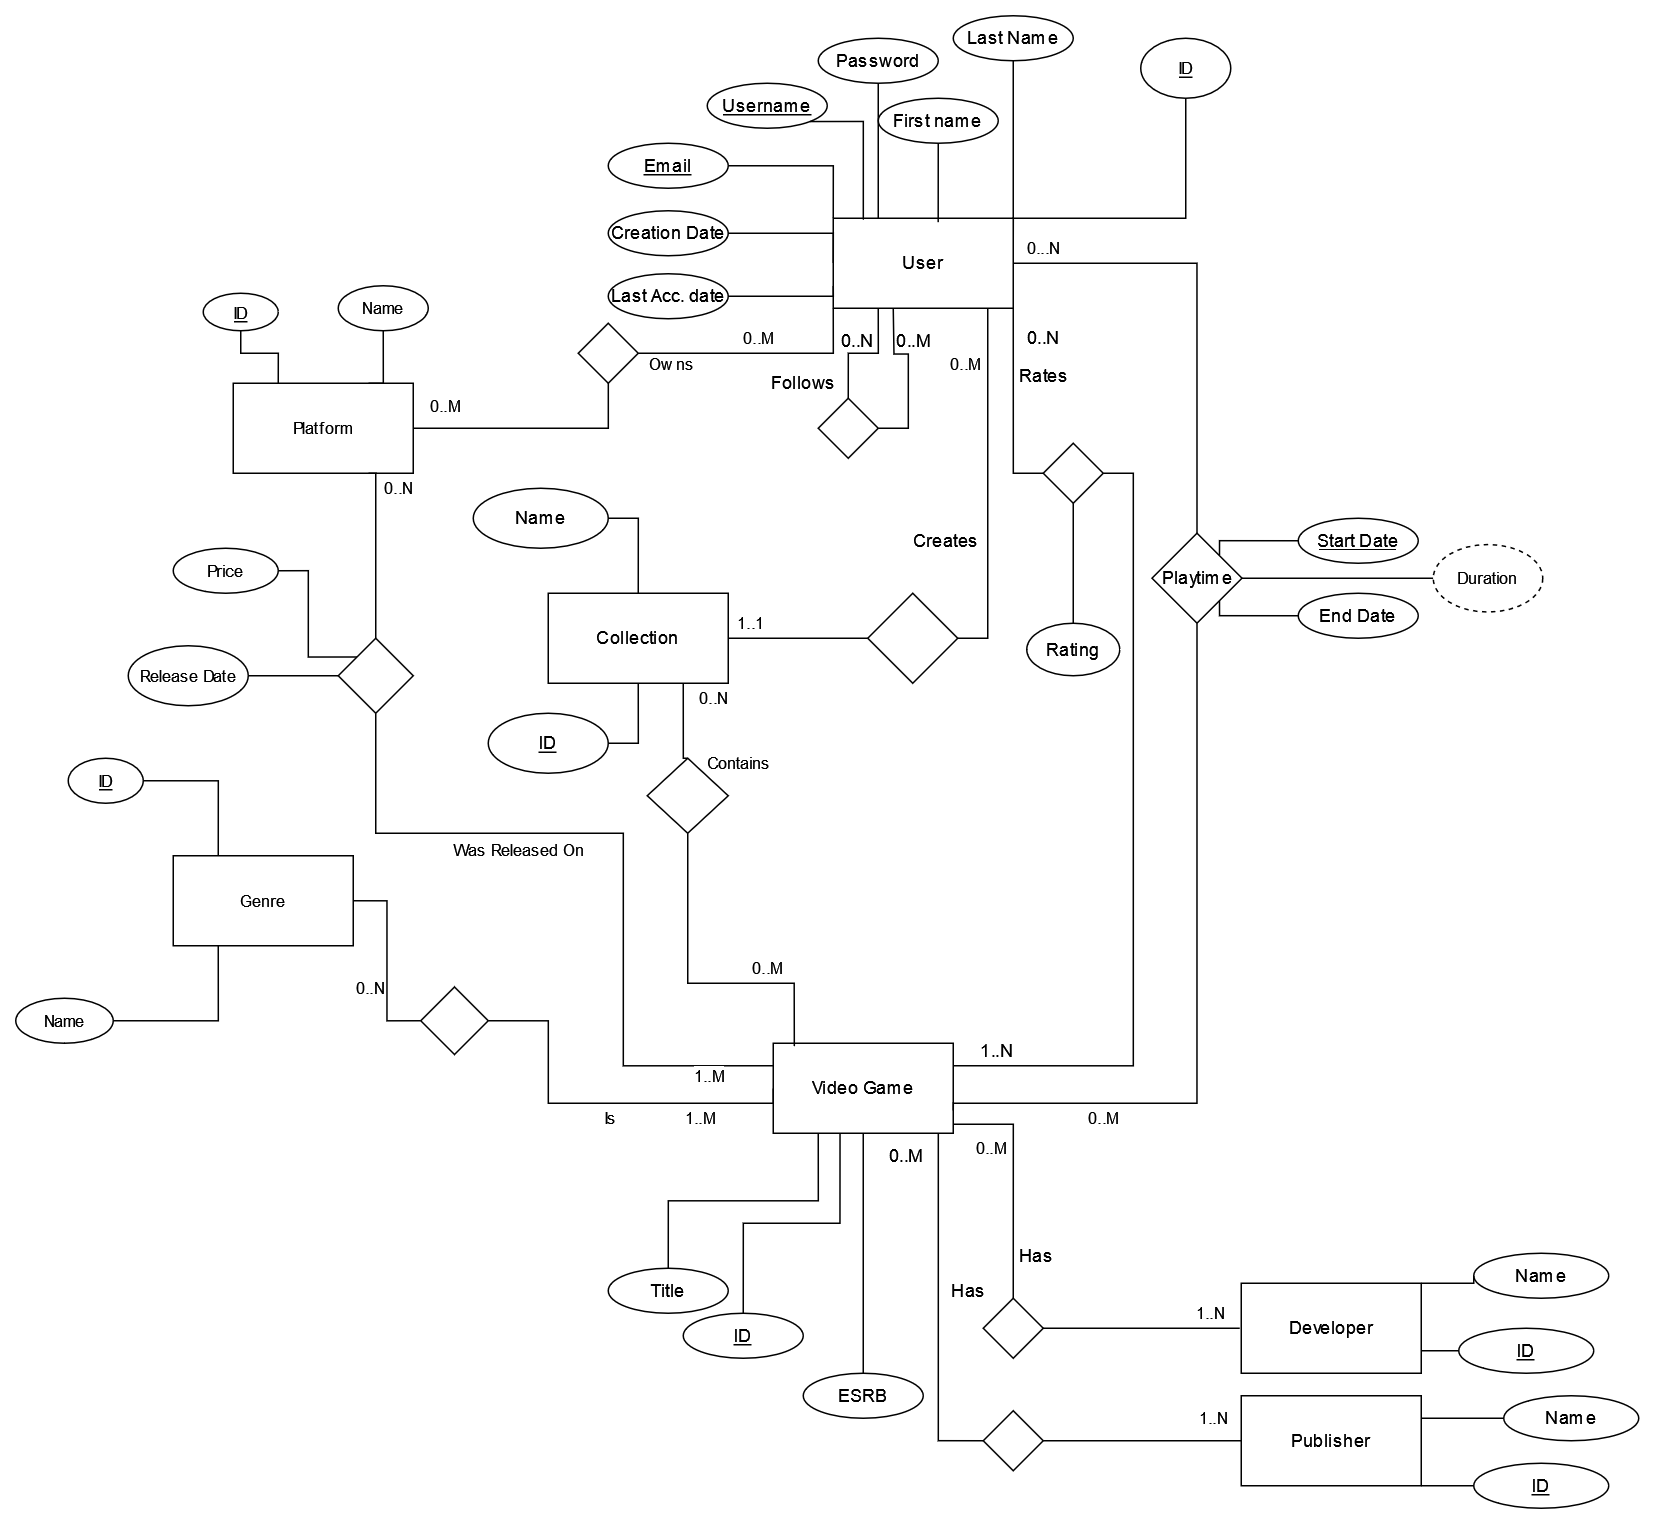 Last Name
Password
ID
Username
First name
Email
Creation Date
User
0...N
Last Acc. date
ID
Name
0..M
0..N
0..M
0..N
Owns
0..M
Follows
Rates
0..M
Platform
0..N
Name
Creates
Start Date
Price
Playtime
Duration
End Date
1..1
Collection
Rating
Release Date
0..N
ID
Contains
ID
Was Released On
Genre
0..M
0..N
Name
1..N
1..M
Video Game
Is
1..M
0..M
0..M
0..M
Has
Name
Title
Has
1..N
Developer
ID
ID
ESRB
1..N
Name
Publisher
ID